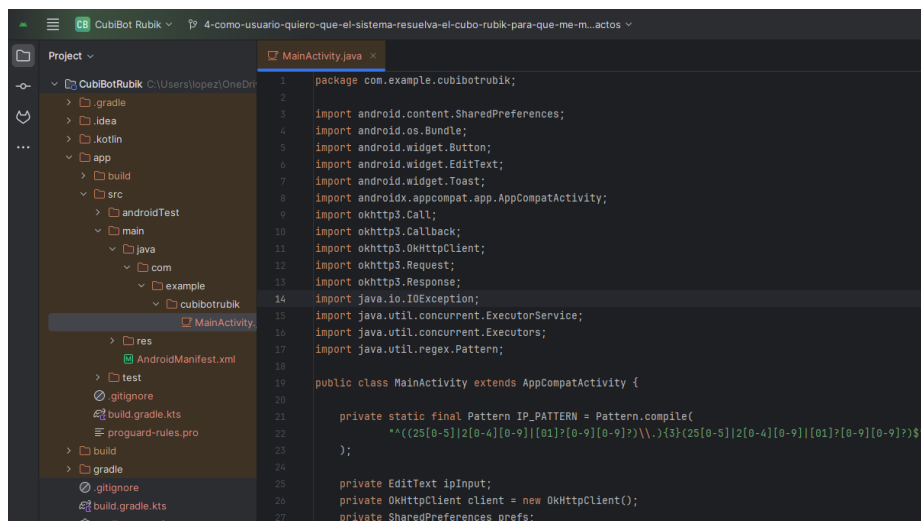 CB CubiBot Rubik 4-como-usuario-quiero-que-el-sistema-resuelva-el-cubo-rubik-para-que-me-m...actos
Project
MainActivity.java
CubiBotRubik C:\Users\lopez\OneDri
.gradle
.idea
.kotlin
app
build
src
androidTest
main
java
com
example
cubibotrubik
MainActivity.
res
AndroidManifest.xml
test
.gitignore
build.gradle.kts
proguard-rules.pro
build
gradle
.gitignore
build.gradle.kts
1 package com.example.cubibotrubik;
2
3 import android.content.SharedPreferences;
4 import android.os.Bundle;
5 import android.widget.Button;
6 import android.widget.EditText;
7 import android.widget.Toast;
8 import androidx.appcompat.app.AppCompatActivity;
9 import okhttp3.Call;
10 import okhttp3.Callback;
11 import okhttp3.OkHttpClient;
12 import okhttp3.Request;
13 import okhttp3.Response;
14 import java.io.IOException;
15 import java.util.concurrent.ExecutorService;
16 import java.util.concurrent.Executors;
17 import java.util.regex.Pattern;
18
19 public class MainActivity extends AppCompatActivity {
20
21 private static final Pattern IP_PATTERN = Pattern.compile(
22 "^((25[0-5]|2[0-4][0-9]|[01]?[0-9][0-9]?)\\.){3}(25[0-5]|2[0-4][0-9]|[01]?[0-9][0-9]?)$"
23 );
24
25 private EditText ipInput;
26 private OkHttpClient client = new OkHttpClient();
27 private SharedPreferences prefs;